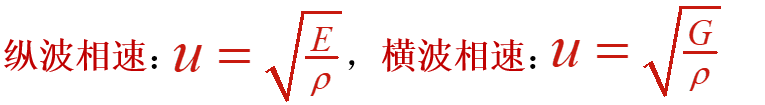 纵波相速：u = √(E/ρ)，横波相速：u = √(G/ρ)